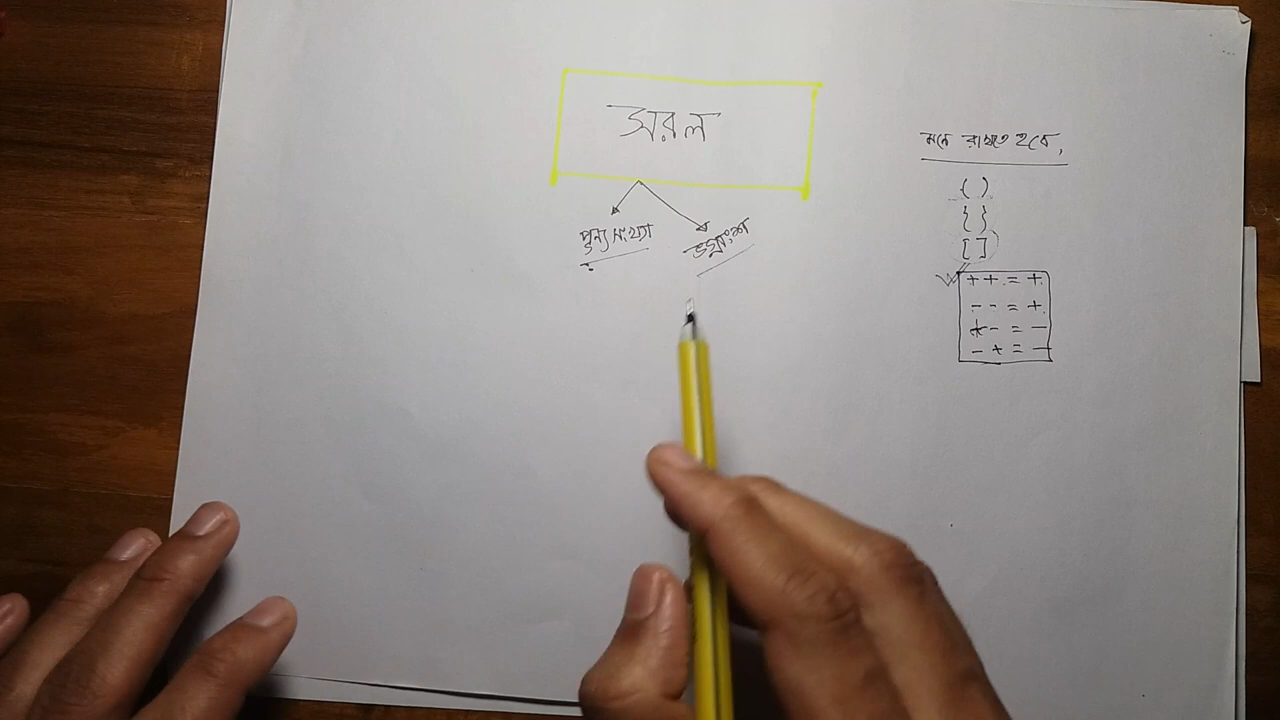 সরল
পুন্য সংখ্যা
ভগ্নাংশ
মনে রাখতে হবে,
( )
{ }
[ ]
+ + = +
- - = +
+ - = -
- + = -